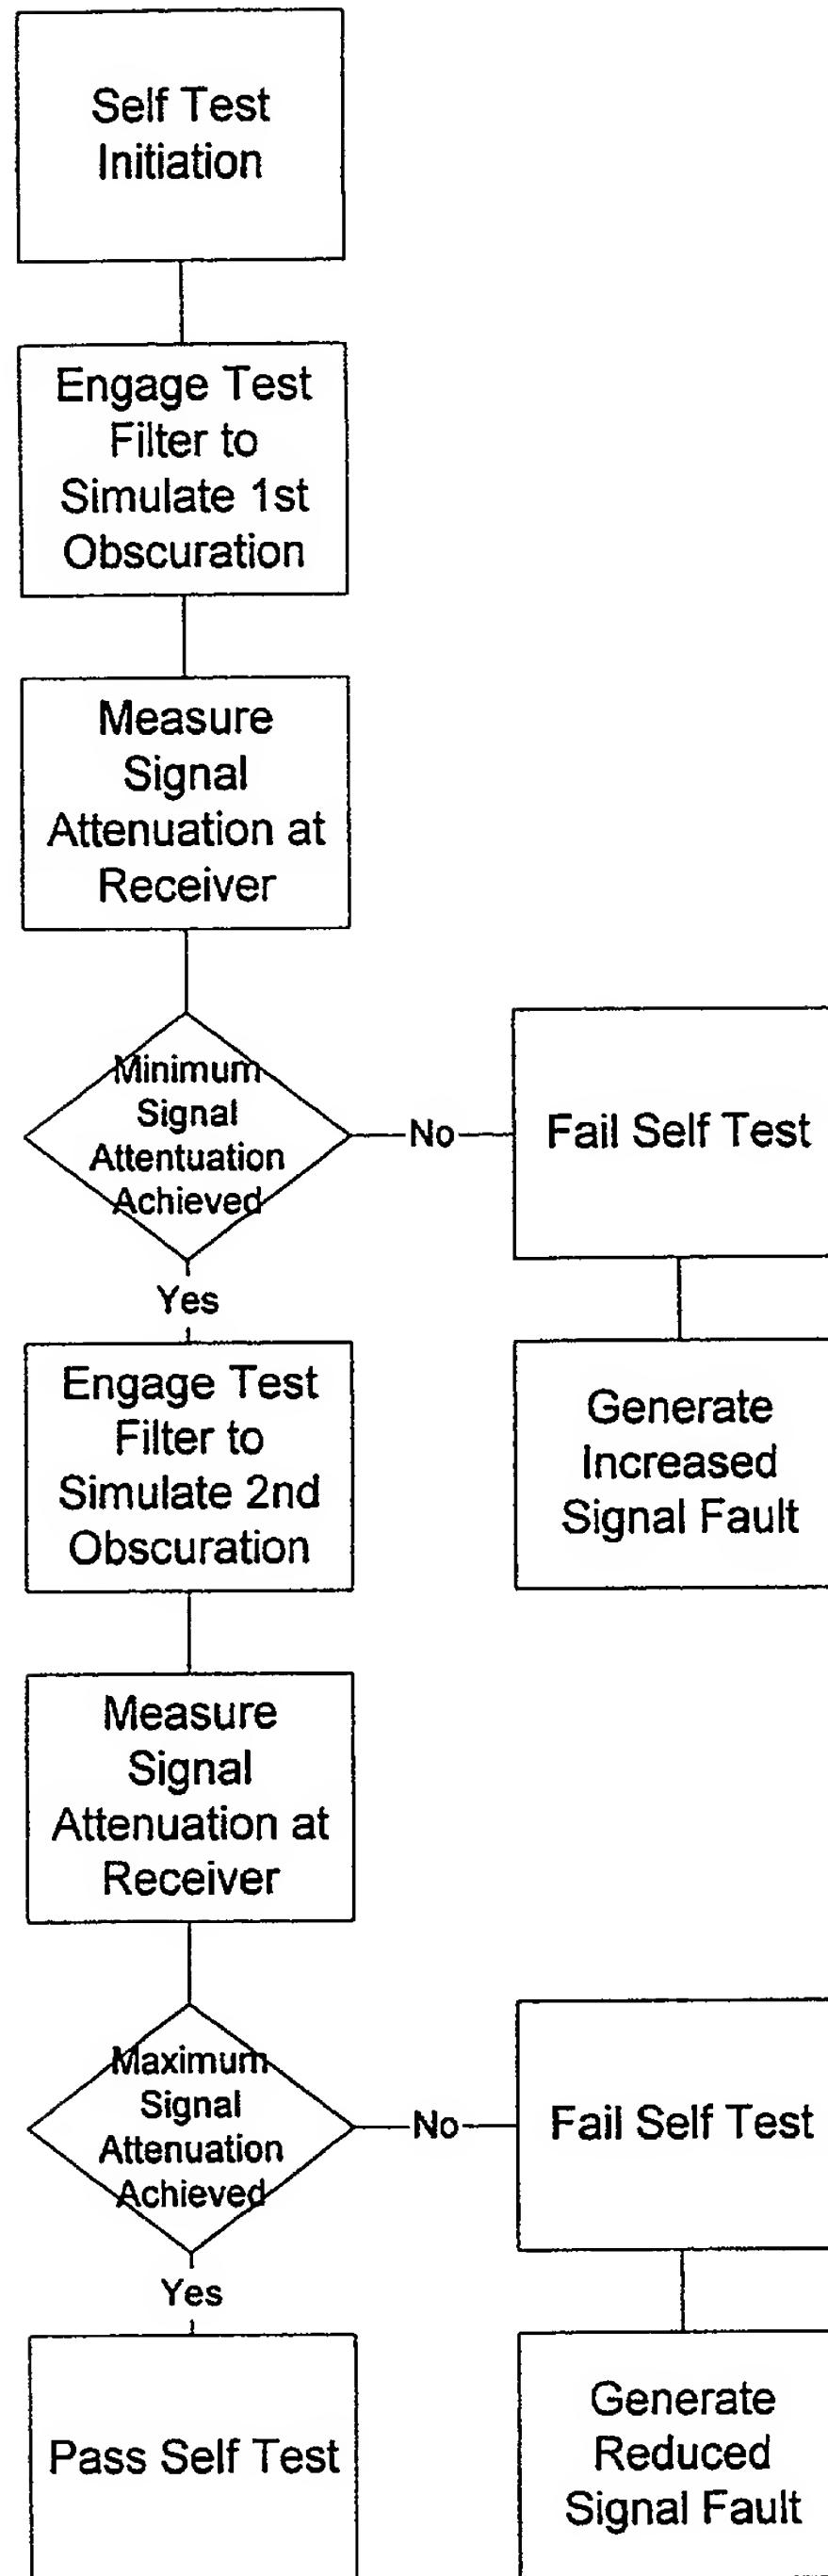 Self Test
Initiation
Engage Test
Filter to
Simulate 1st
Obscuration
Measure
Signal
Attenuation at
Receiver
Minimum
Signal
Attentuation
Achieved
No
Fail Self Test
Yes
Generate
Increased
Signal Fault
Engage Test
Filter to
Simulate 2nd
Obscuration
Measure
Signal
Attenuation at
Receiver
Maximum
Signal
Attenuation
Achieved
No
Fail Self Test
Yes
Pass Self Test
Generate
Reduced
Signal Fault